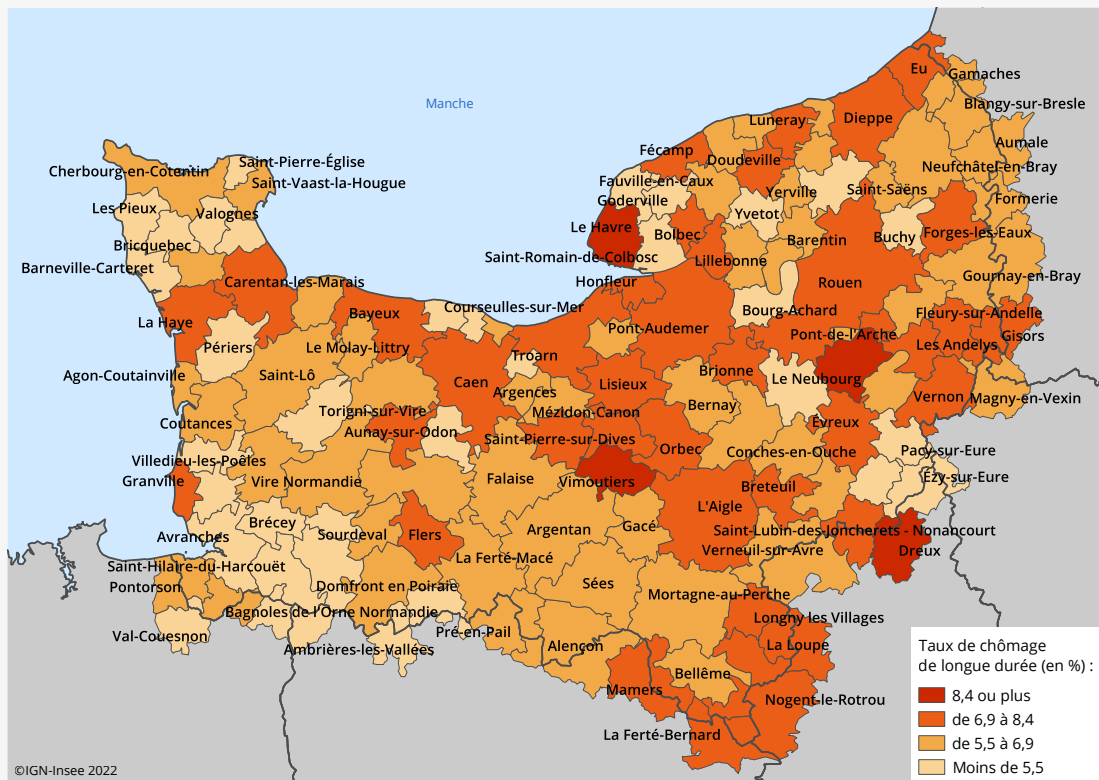 Eu
Gamaches
Manche
Blangy-sur-Bresle
Luneray
Dieppe
Aumale
Fécamp
Doudeville
Neufchâtel-en-Bray
Saint-Pierre-Église
Cherbourg-en-Cotentin
Saint-Vaast-la-Hougue
Fauville-en-Caux
Yerville
Saint-Saëns
Goderville
Formerie
Les Pieux
Valognes
Yvetot
Le Havre
Bolbec
Barentin
Buchy
Forges-les-Eaux
Bricquebec
Saint-Romain-de-Colbosc
Lillebonne
Barneville-Carteret
Gournay-en-Bray
Carentan-les-Marais
Honfleur
Rouen
Courseulles-sur-Mer
Bourg-Achard
La Haye
Bayeux
Fleury-sur-Andelle
Pont-Audemer
Pont-de-l'Arche
Gisors
Périers
Le Molay-Littry
Les Andelys
Troarn
Agon-Coutainville
Saint-Lô
Caen
Lisieux
Brionne
Le Neubourg
Argences
Vernon
Magny-en-Vexin
Torigni-sur-Vire
Mézidon-Canon
Bernay
Coutances
Aunay-sur-Odon
Évreux
Saint-Pierre-sur-Dives
Orbec
Conches-en-Ouche
Pacy-sur-Eure
Villedieu-les-Poêles
Granville
Vire Normandie
Falaise
Vimoutiers
Breteuil
Ézy-sur-Eure
L'Aigle
Brécey
Avranches
Sourdeval
Flers
Argentan
Gacé
Saint-Lubin-des-Joncherets - Nonancourt
Verneuil-sur-Avre
Dreux
La Ferté-Macé
Saint-Hilaire-du-Harcouët
Pontorson
Domfront en Poiraie
Sées
Mortagne-au-Perche
Bagnoles de l'Orne Normandie
Longny les Villages
Val-Couesnon
Pré-en-Pail
Ambrières-les-Vallées
Alençon
La Loupe
Bellême
Mamers
Nogent-le-Rotrou
La Ferté-Bernard
Taux de chômage
de longue durée (en %) :
8,4 ou plus
de 6,9 à 8,4
de 5,5 à 6,9
Moins de 5,5
©IGN-Insee 2022